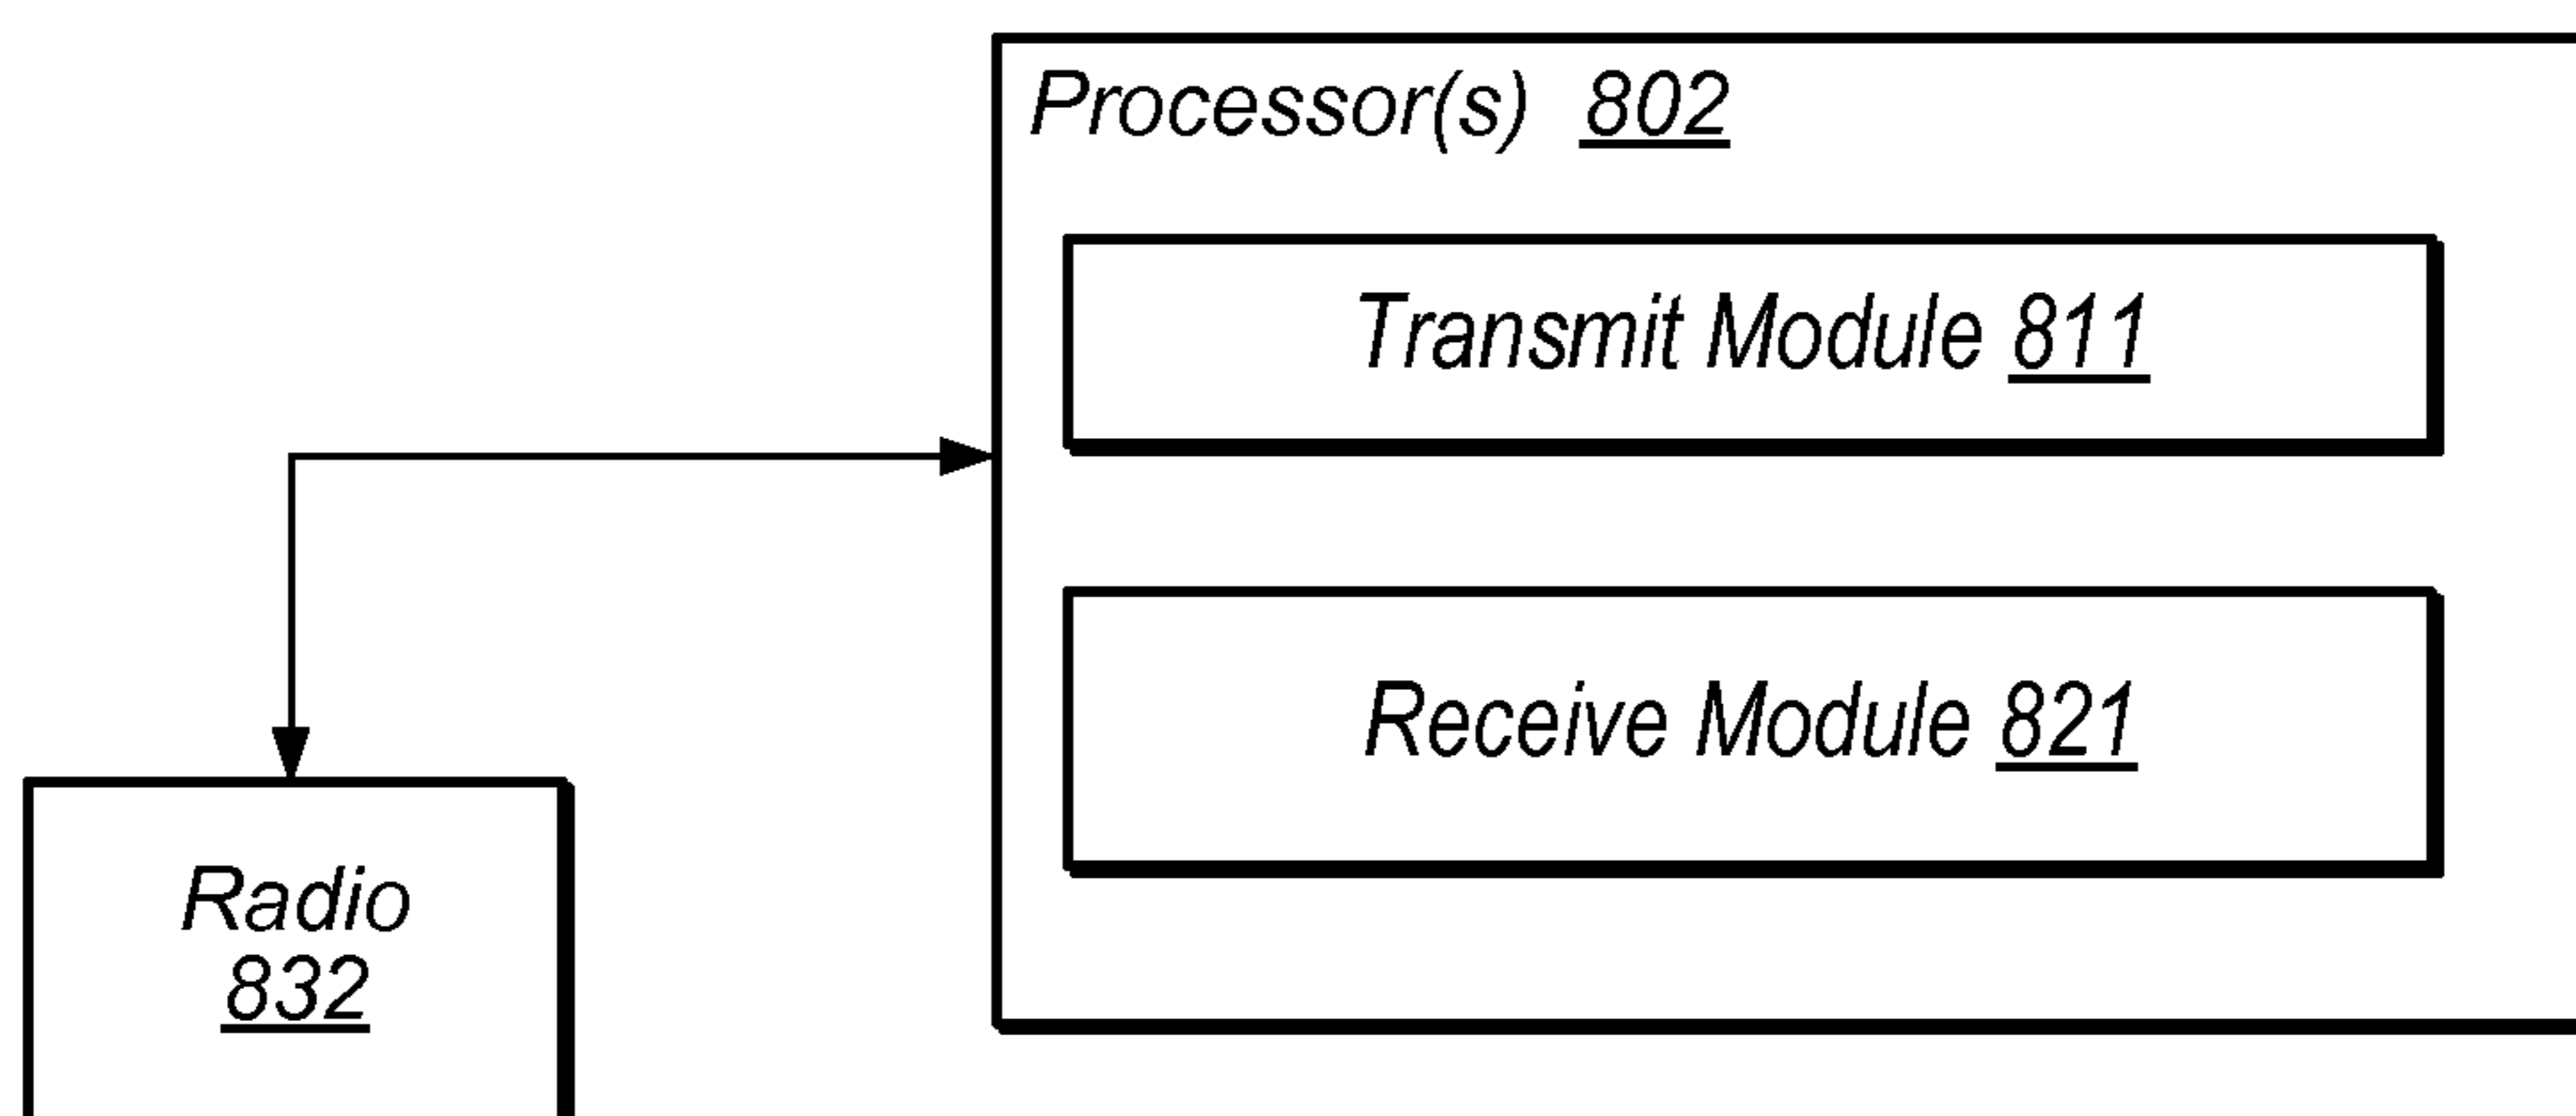 Processor(s) 802
Transmit Module 811
Receive Module 821
Radio
832